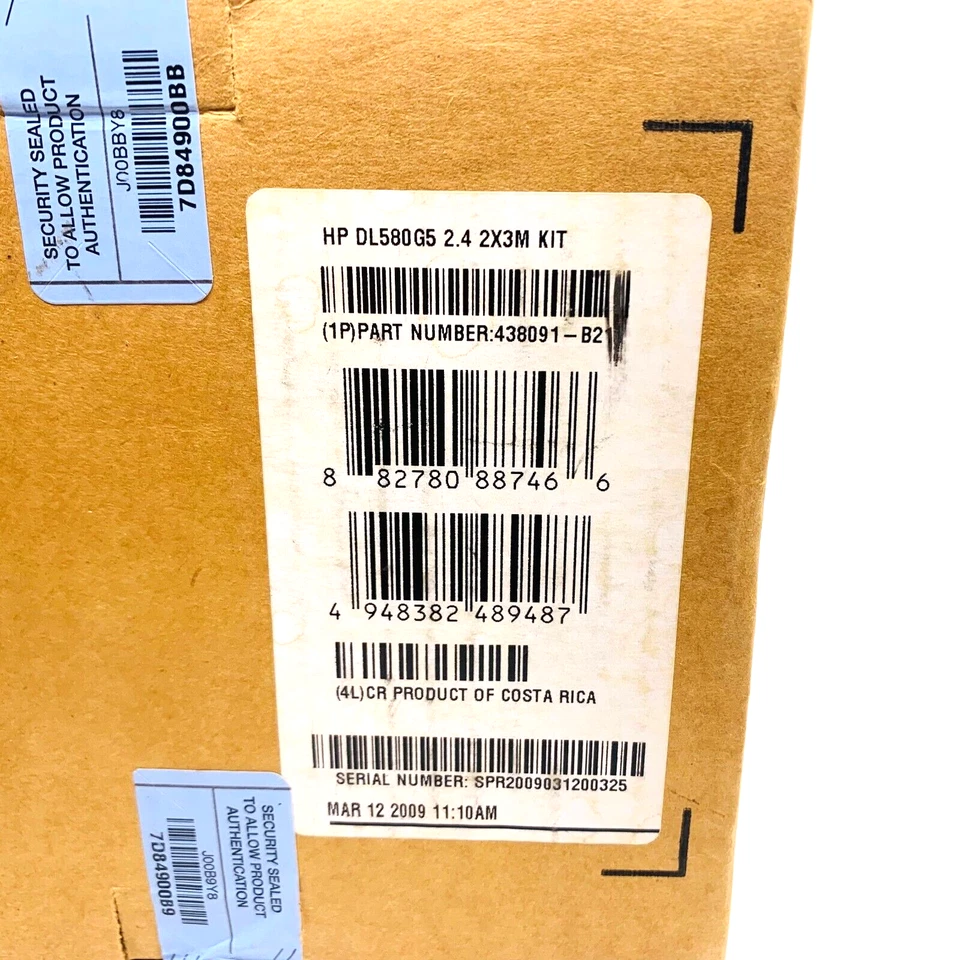 SECURITY SEALED
TO ALLOW PRODUCT
AUTHENTICATION
J00BBY8
7D84900BB
HP DL580G5 2.4 2X3M KIT
(1P)PART NUMBER:438091-B21
8 82780 88746 6
4 948382 489487
(4L)CR PRODUCT OF COSTA RICA
SERIAL NUMBER: SPR2009031200325
MAR 12 2009 11:10AM
SECURITY SEALED
TO ALLOW PRODUCT
AUTHENTICATION
J00B9Y8
7D84900B9